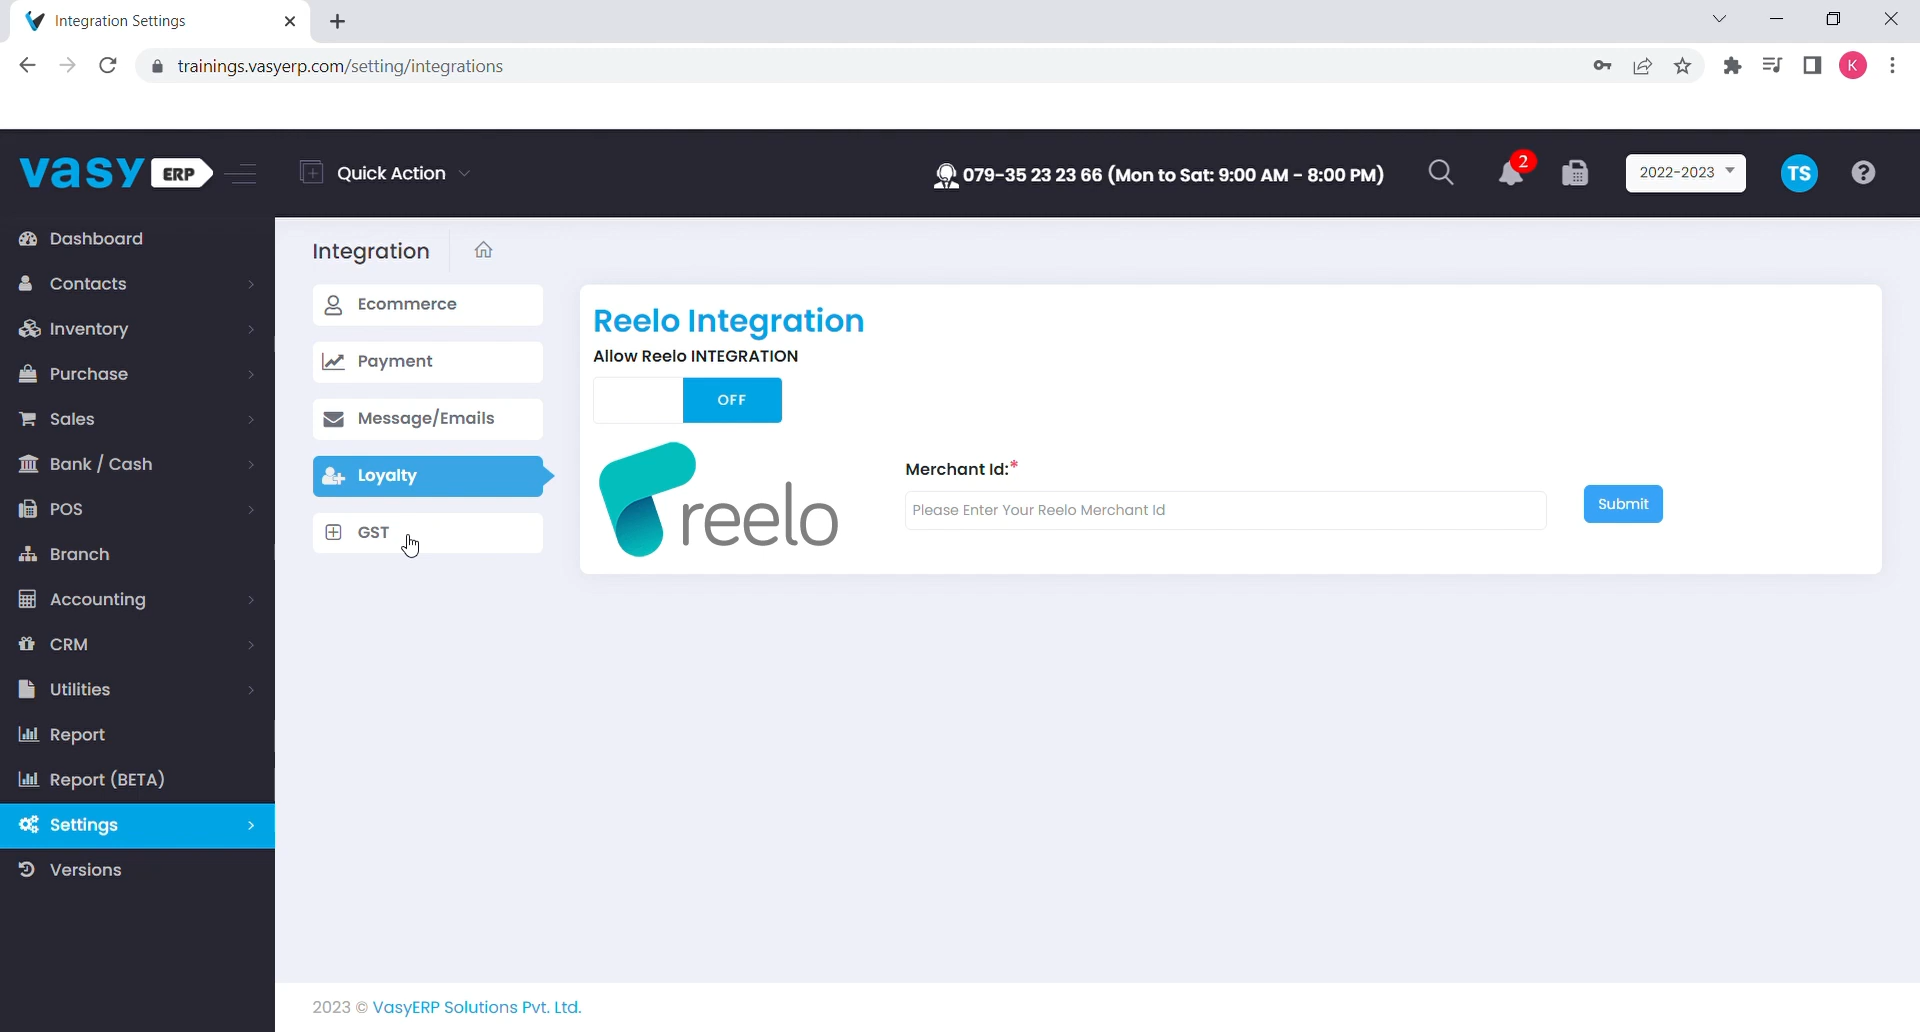 Integration Settings
trainings.vasyerp.com/setting/integrations
K
vasy ERP
Quick Action
079-35 23 23 66 (Mon to Sat: 9:00 AM - 8:00 PM)
2
2022-2023
TS
Dashboard
Contacts
Inventory
Purchase
Sales
Bank / Cash
POS
Branch
Accounting
CRM
Utilities
Report
Report (BETA)
Settings
Versions
Integration
Ecommerce
Payment
Message/Emails
Loyalty
GST
Reelo Integration
Allow Reelo INTEGRATION
OFF
reelo
Merchant Id:*
Please Enter Your Reelo Merchant Id
Submit
2023 © VasyERP Solutions Pvt. Ltd.